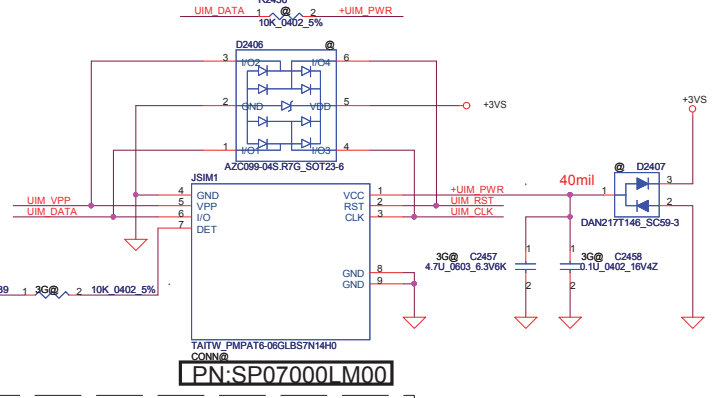 UIM_DATA 1 @ 2 +UIM_PWR
10K_0402_5%
D2406 @
3 I/O2 I/O4 6
2 GND VDD 5 +3VS
1 I/O1 I/O3 4
AZC099-04S.R7G_SOT23-6
+3VS
JSIM1
@ D2407
40mil
1 3
2
DAN217T146_SC59-3
4 GND VCC 1 +UIM_PWR
UIM_VPP 5 VPP RST 2 UIM_RST
UIM_DATA 6 I/O CLK 3 UIM_CLK
7 DET
1 1
3G@ C2457
4.7U_0603_6.3V6K
3G@ C2458
0.1U_0402_16V4Z
2 2
GND 8
GND 9
1 3G@ 2 10K_0402_5%
TAITW_PMPAT6-06GLBS7N14H0
CONN@
PN:SP07000LM00